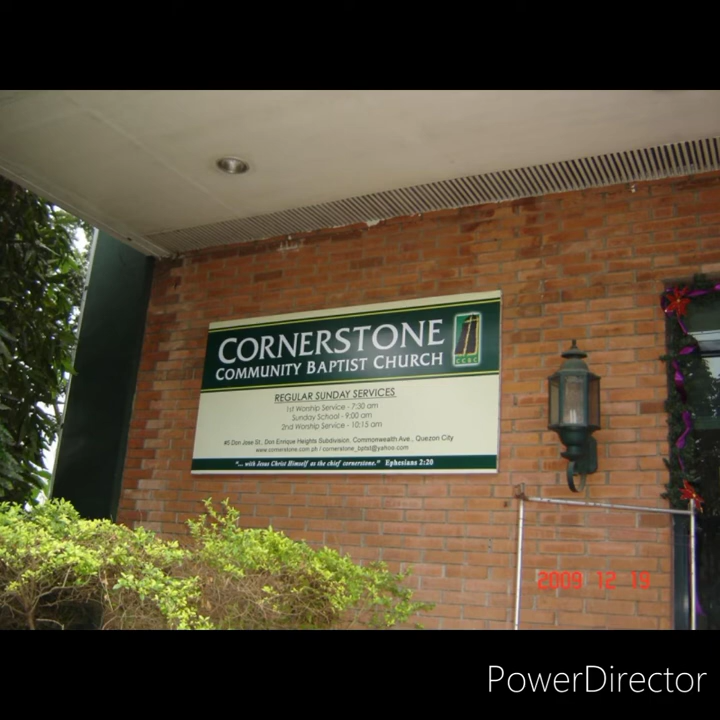 CORNERSTONE
COMMUNITY BAPTIST CHURCH
CCBC
REGULAR SUNDAY SERVICES
1st Worship Service - 7:30 am
Sunday School - 9:00 am
2nd Worship Service - 10:15 am
#5 Don Jose St., Don Enrique Heights Subdivision, Commonwealth Ave., Quezon City
www.cornerstone.com.ph / cornerstone_bptst@yahoo.com
"... with Jesus Christ Himself as the chief cornerstone." Ephesians 2:20
2009 12 19
PowerDirector